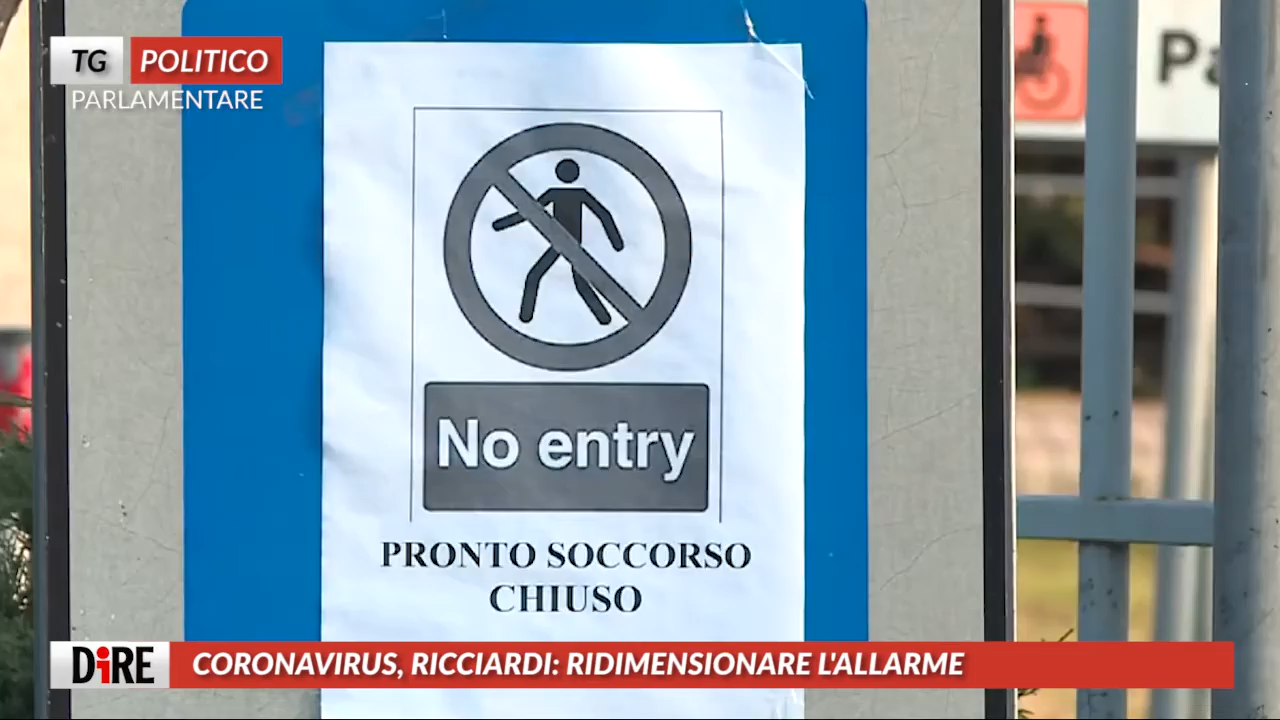 TG POLITICO
PARLAMENTARE
No entry
PRONTO SOCCORSO
CHIUSO
DiRE
CORONAVIRUS, RICCIARDI: RIDIMENSIONARE L'ALLARME